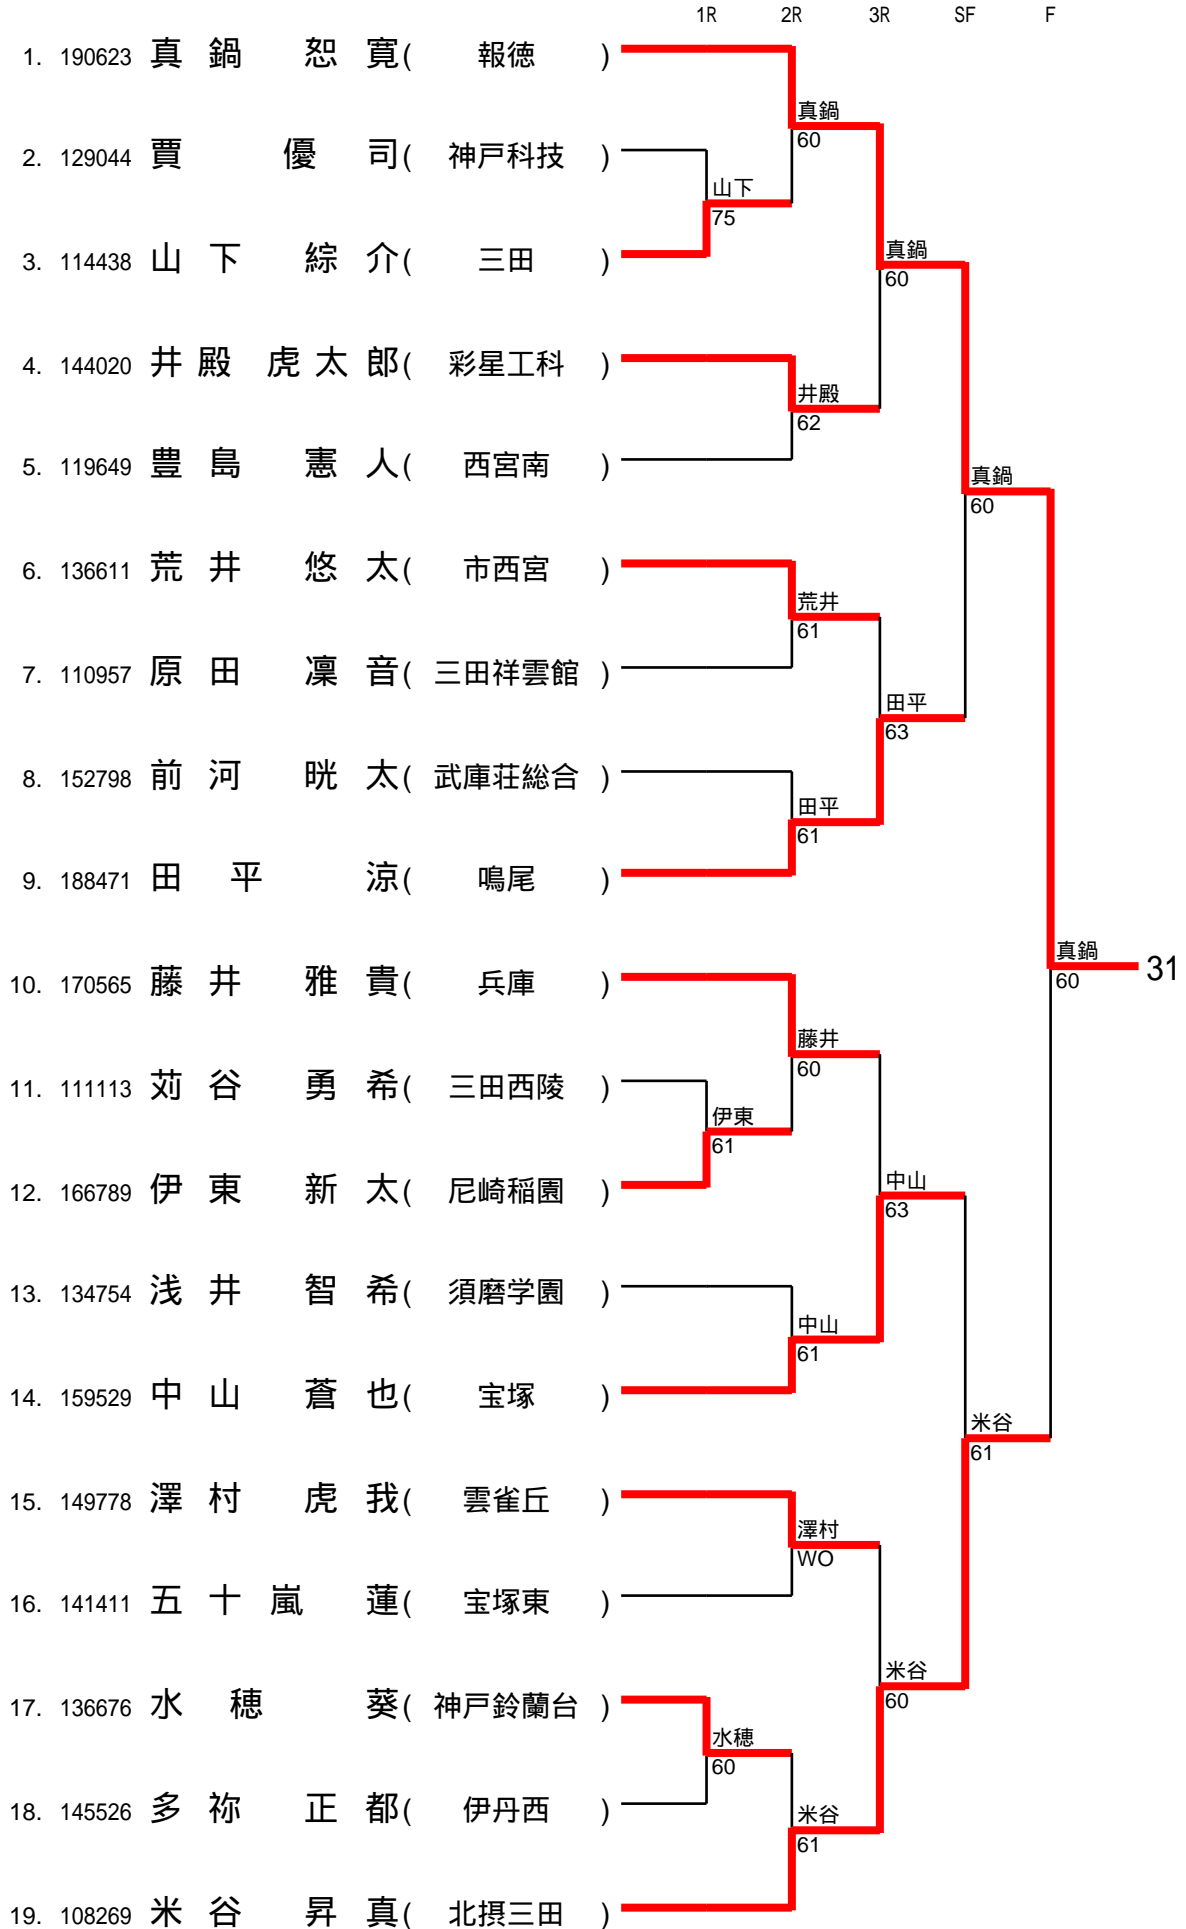 1R 2R 3R SF F
1. 190623 真鍋 恕寛( 報徳 )
真鍋
60
2. 129044 賈 優司( 神戸科技 )
山下
75
3. 114438 山下 綜介( 三田 )
真鍋
60
4. 144020 井殿 虎太郎( 彩星工科 )
井殿
62
5. 119649 豊島 憲人( 西宮南 )
真鍋
60
6. 136611 荒井 悠太( 市西宮 )
荒井
61
7. 110957 原田 凜音( 三田祥雲館 )
田平
63
8. 152798 前河 晄太( 武庫荘総合 )
田平
61
9. 188471 田平 涼( 鳴尾 )
真鍋
60
31
10. 170565 藤井 雅貴( 兵庫 )
藤井
60
11. 111113 苅谷 勇希( 三田西陵 )
伊東
61
12. 166789 伊東 新太( 尼崎稲園 )
中山
63
13. 134754 浅井 智希( 須磨学園 )
中山
61
14. 159529 中山 蒼也( 宝塚 )
米谷
61
15. 149778 澤村 虎我( 雲雀丘 )
澤村
WO
16. 141411 五十嵐 蓮( 宝塚東 )
米谷
60
17. 136676 水穂 葵( 神戸鈴蘭台 )
水穂
60
18. 145526 多祢 正都( 伊丹西 )
米谷
61
19. 108269 米谷 昇真( 北摂三田 )